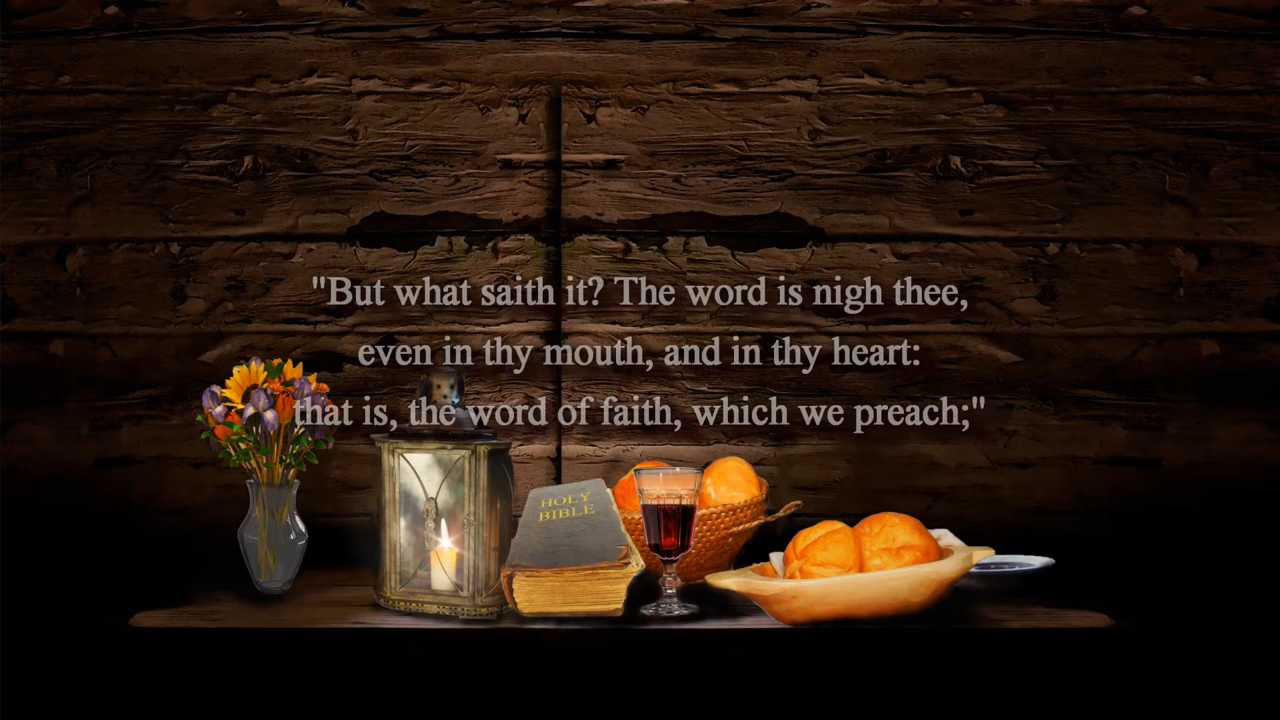 "But what saith it? The word is nigh thee,
even in thy mouth, and in thy heart:
that is, the word of faith, which we preach;"
HOLY
BIBLE